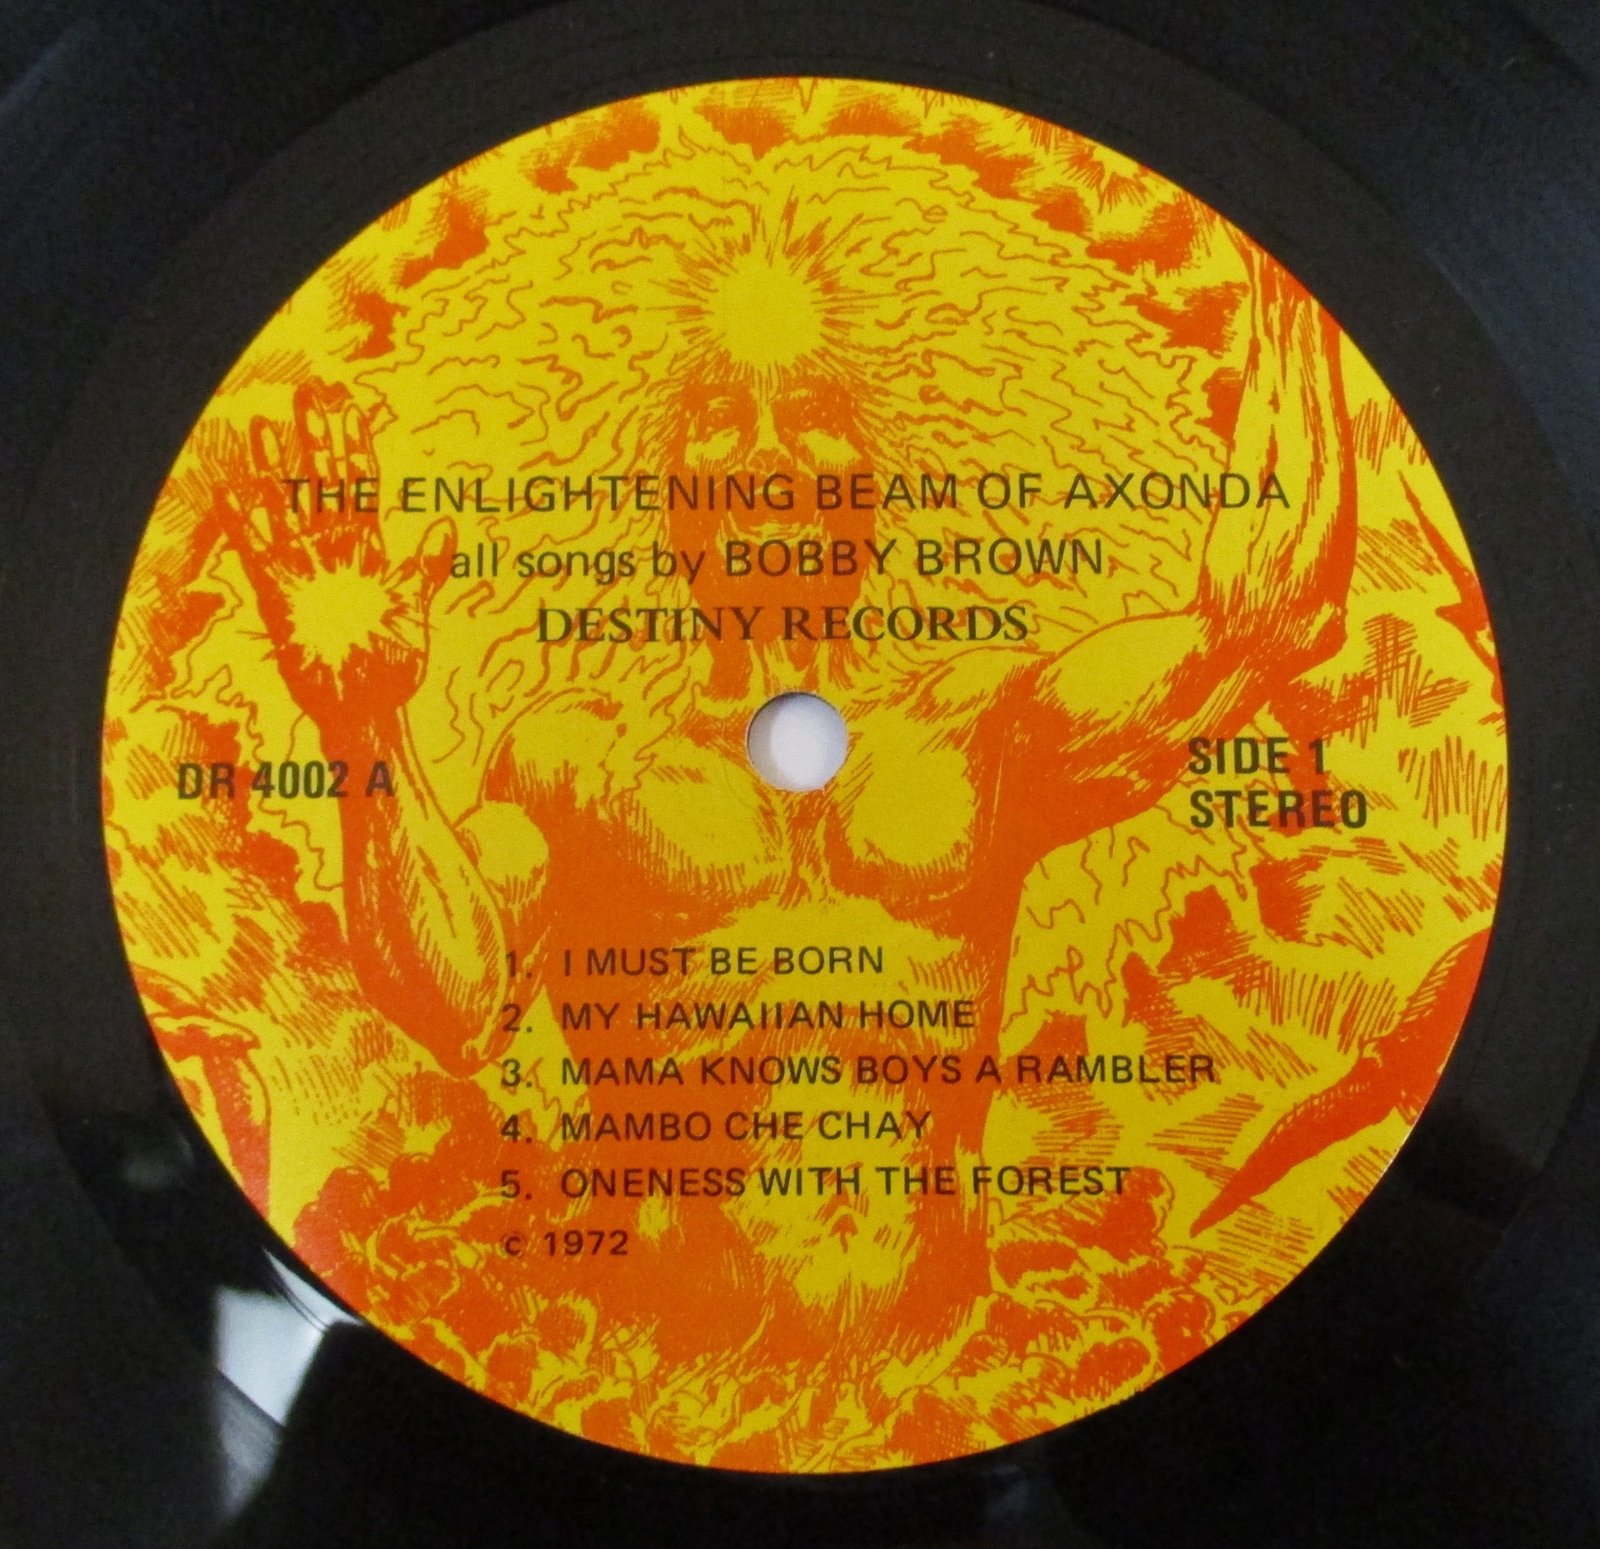 THE ENLIGHTENING BEAM OF AXONDA
all songs by BOBBY BROWN
DESTINY RECORDS
DR 4002 A
SIDE 1
STEREO
1. I MUST BE BORN
2. MY HAWAIIAN HOME
3. MAMA KNOWS BOYS A RAMBLER
4. MAMBO CHE CHAY
5. ONENESS WITH THE FOREST
© 1972